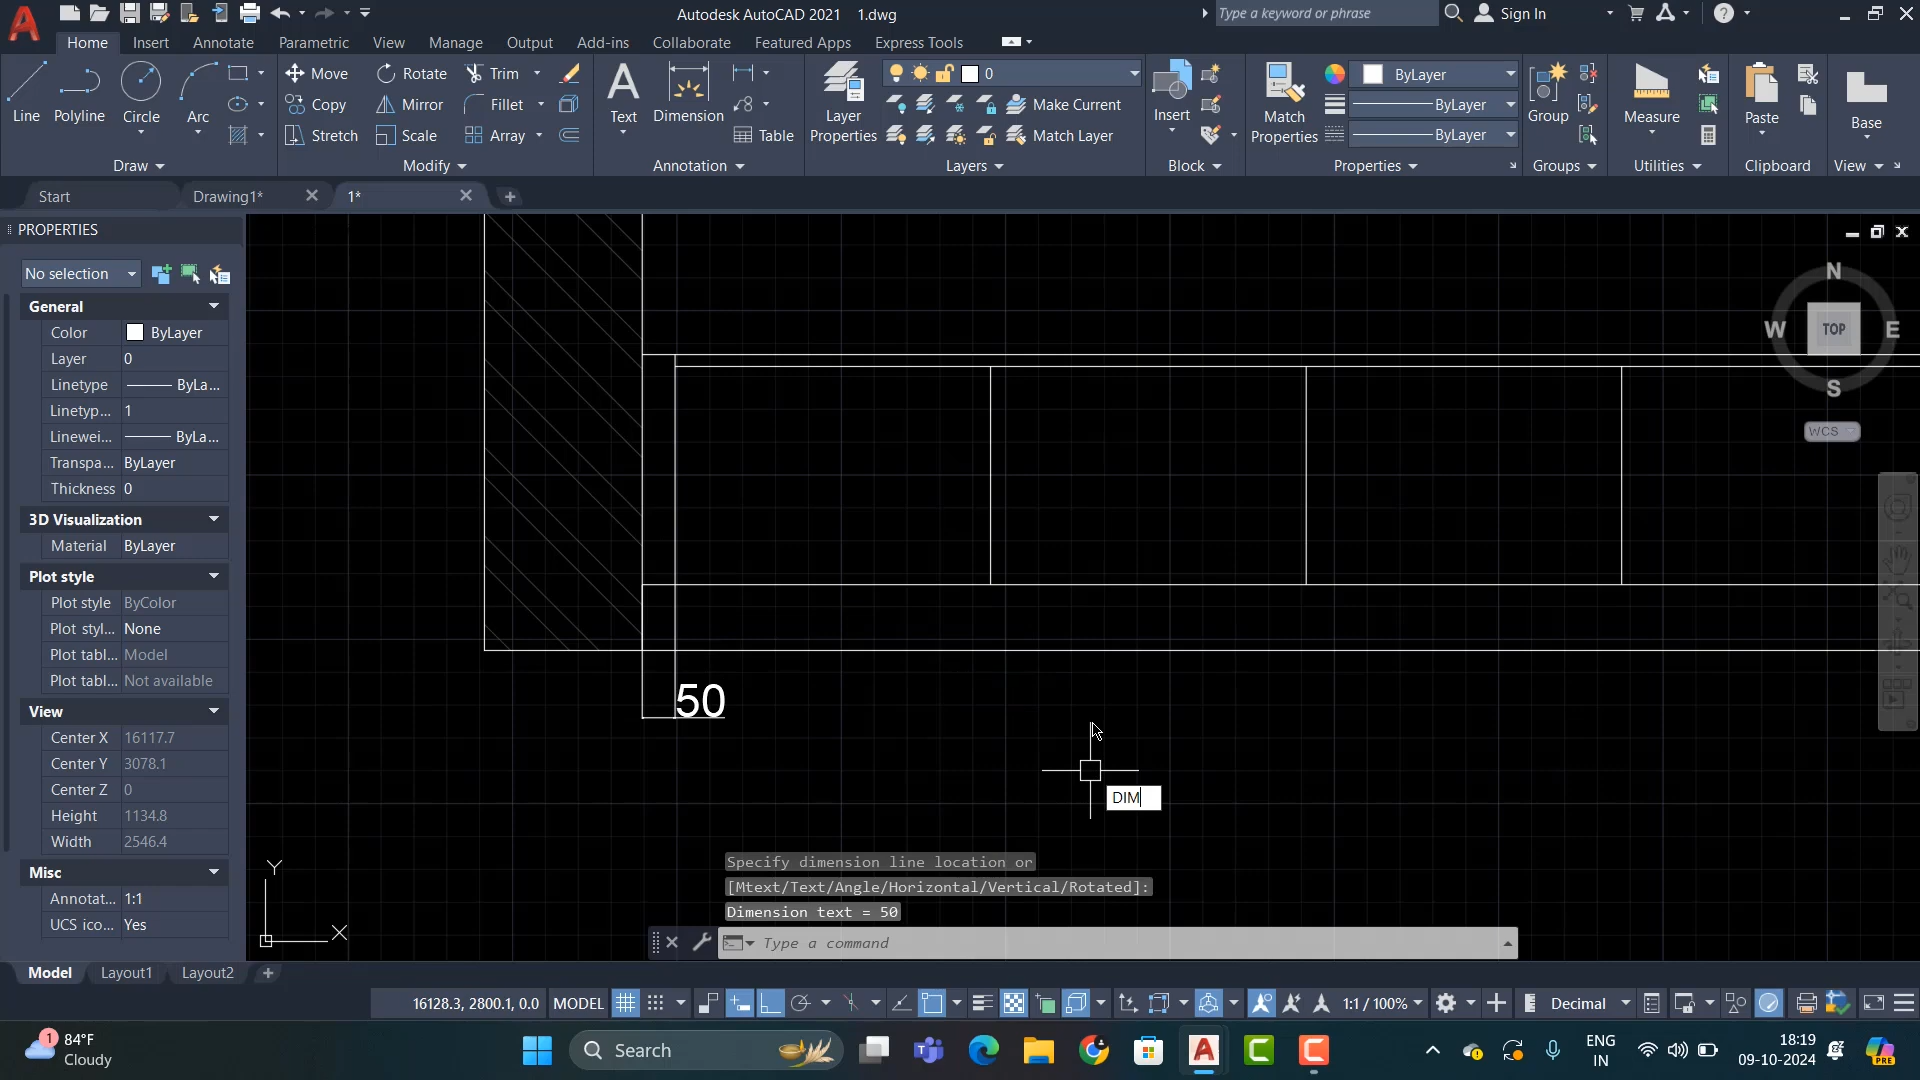 Autodesk AutoCAD 2021 1.dwg
Type a keyword or phrase
Sign In
Home Insert Annotate Parametric View Manage Output Add-ins Collaborate Featured Apps Express Tools
Line
Polyline
Circle
Arc
Draw
Move
Rotate
Trim
Copy
Mirror
Fillet
Stretch
Scale
Array
Modify
Text
Dimension
Table
Annotation
Layer
Properties
0
Make Current
Match Layer
Layers
Insert
Block
Match
Properties
ByLayer
ByLayer
ByLayer
Properties
Group
Groups
Measure
Utilities
Paste
Clipboard
Base
View
Start
Drawing1*
1*
PROPERTIES
No selection
General
Color ByLayer
Layer 0
Linetype ByLa...
Linetyp... 1
Linewei... ByLa...
Transpa... ByLayer
Thickness 0
3D Visualization
Material ByLayer
Plot style
Plot style ByColor
Plot styl... None
Plot tabl... Model
Plot tabl... Not available
View
Center X 16117.7
Center Y 3078.1
Center Z 0
Height 1134.8
Width 2546.4
Misc
Annotat... 1:1
UCS ico... Yes
N
W TOP E
S
WCS
50
DIM
Y
X
Specify dimension line location or
[Mtext/Text/Angle/Horizontal/Vertical/Rotated]:
Dimension text = 50
Type a command
Model Layout1 Layout2
16128.3, 2800.1, 0.0 MODEL 1:1 / 100% Decimal
1
84°F
Cloudy
Search
ENG
IN
18:19
09-10-2024
PRE